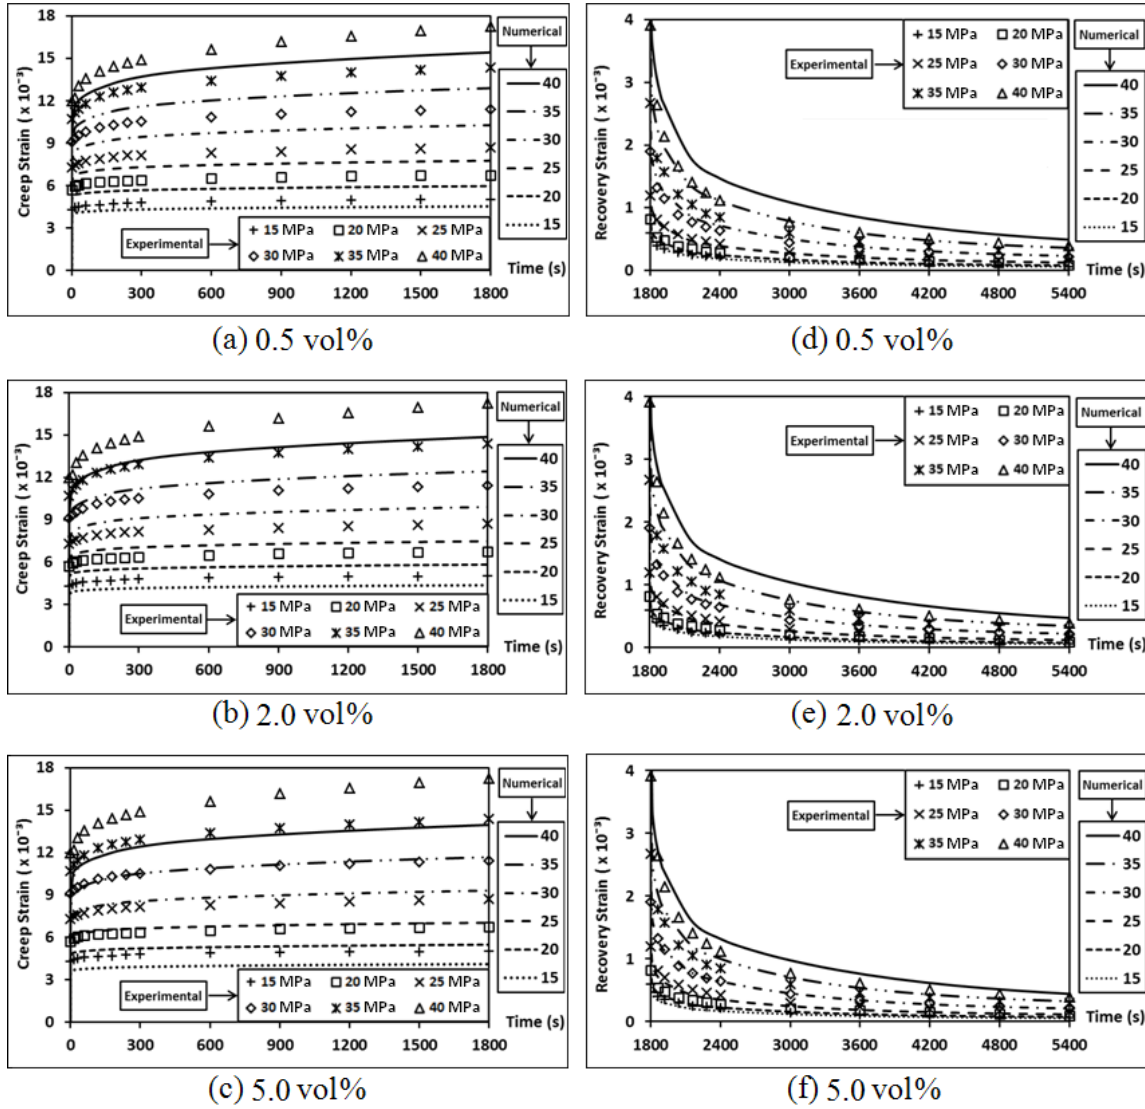 18
15
12
9
6
3
0
Creep Strain ( x 10⁻³)
Numerical
40
35
30
25
20
15
Experimental
15 MPa 20 MPa 25 MPa
30 MPa 35 MPa 40 MPa
Time (s)
0 300 600 900 1200 1500 1800
(a) 0.5 vol%
4
3
2
1
0
Recovery Strain ( x 10⁻³)
Experimental
15 MPa 20 MPa
25 MPa 30 MPa
35 MPa 40 MPa
Numerical
40
35
30
25
20
15
Time (s)
1800 2400 3000 3600 4200 4800 5400
(d) 0.5 vol%
18
15
12
9
6
3
0
Creep Strain ( x 10⁻³)
Numerical
40
35
30
25
20
15
Experimental
15 MPa 20 MPa 25 MPa
30 MPa 35 MPa 40 MPa
Time (s)
0 300 600 900 1200 1500 1800
(b) 2.0 vol%
4
3
2
1
0
Recovery Strain ( x 10⁻³)
Experimental
15 MPa 20 MPa
25 MPa 30 MPa
35 MPa 40 MPa
Numerical
40
35
30
25
20
15
Time (s)
1800 2400 3000 3600 4200 4800 5400
(e) 2.0 vol%
18
15
12
9
6
3
0
Creep Strain ( x 10⁻³)
Numerical
40
35
30
25
20
15
Experimental
15 MPa 20 MPa 25 MPa
30 MPa 35 MPa 40 MPa
Time (s)
0 300 600 900 1200 1500 1800
(c) 5.0 vol%
4
3
2
1
0
Recovery Strain ( x 10⁻³)
Experimental
15 MPa 20 MPa
25 MPa 30 MPa
35 MPa 40 MPa
Numerical
40
35
30
25
20
15
Time (s)
1800 2400 3000 3600 4200 4800 5400
(f) 5.0 vol%